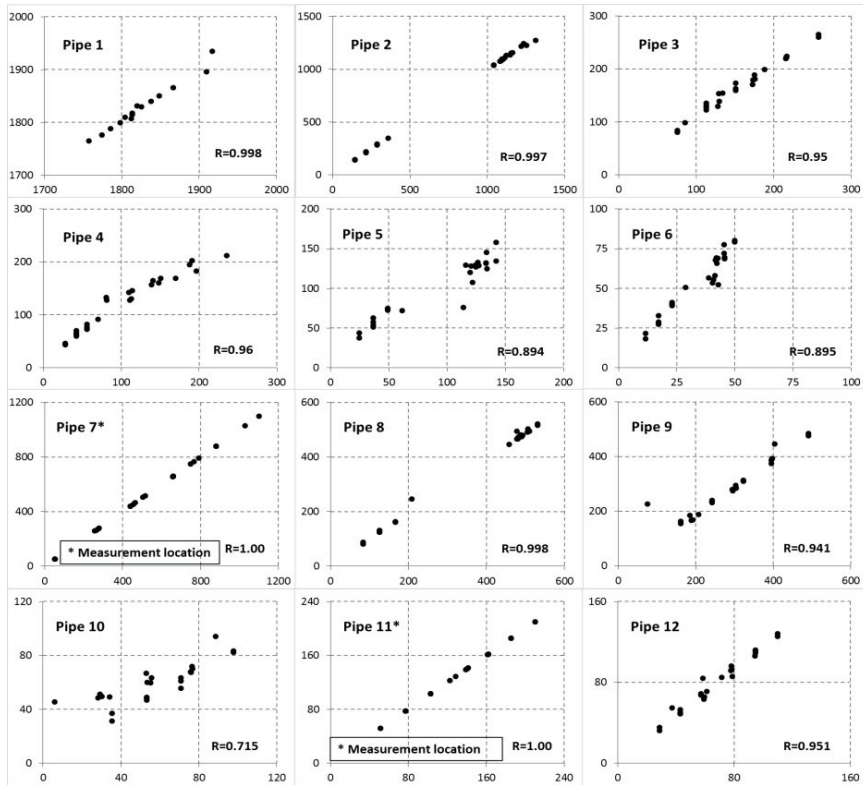 2000
1900
1800
1700
Pipe 1
R=0.998
1700 1800 1900 2000
1500
1000
500
0
Pipe 2
R=0.997
0 500 1000 1500
300
200
100
0
Pipe 3
R=0.95
0 100 200 300
300
200
100
0
Pipe 4
R=0.96
0 100 200 300
200
150
100
50
0
Pipe 5
R=0.894
0 50 100 150 200
100
75
50
25
0
Pipe 6
R=0.895
0 25 50 75 100
1200
800
400
0
Pipe 7*
* Measurement location
R=1.00
0 400 800 1200
600
400
200
0
Pipe 8
R=0.998
0 200 400 600
600
400
200
0
Pipe 9
R=0.941
0 200 400 600
120
80
40
0
Pipe 10
R=0.715
0 40 80 120
240
160
80
0
Pipe 11*
* Measurement location
R=1.00
0 80 160 240
160
80
0
Pipe 12
R=0.951
0 80 160